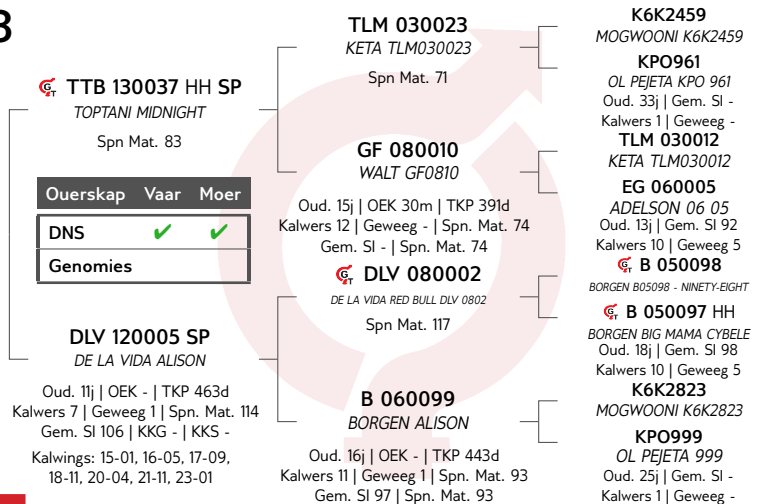 3
TTB 130037 HH SP
TOPTANI MIDNIGHT
Spn Mat. 83
Ouerskap Vaar Moer
DNS ✔ ✔
Genomies
DLV 120005 SP
DE LA VIDA ALISON
Oud. 11j | OEK - | TKP 463d
Kalwers 7 | Geweeg 1 | Spn. Mat. 114
Gem. SI 106 | KKG - | KKS -
Kalwings: 15-01, 16-05, 17-09,
18-11, 20-04, 21-11, 23-01
TLM 030023
KETA TLM030023
Spn Mat. 71
GF 080010
WALT GF0810
Oud. 15j | OEK 30m | TKP 391d
Kalwers 12 | Geweeg - | Spn. Mat. 74
Gem. SI - | Spn. Mat. 74
DLV 080002
DE LA VIDA RED BULL DLV 0802
Spn Mat. 117
B 060099
BORGEN ALISON
Oud. 16j | OEK - | TKP 443d
Kalwers 11 | Geweeg 1 | Spn. Mat. 93
Gem. SI 97 | Spn. Mat. 93
K6K2459
MOGWOONI K6K2459
KPO961
OL PEJETA KPO 961
Oud. 33j | Gem. SI -
Kalwers 1 | Geweeg -
TLM 030012
KETA TLM030012
EG 060005
ADELSON 06 05
Oud. 13j | Gem. SI 92
Kalwers 10 | Geweeg 5
B 050098
BORGEN B05098 - NINETY-EIGHT
B 050097 HH
BORGEN BIG MAMA CYBELE
Oud. 18j | Gem. SI 98
Kalwers 10 | Geweeg 5
K6K2823
MOGWOONI K6K2823
KPO999
OL PEJETA 999
Oud. 25j | Gem. SI -
Kalwers 1 | Geweeg -